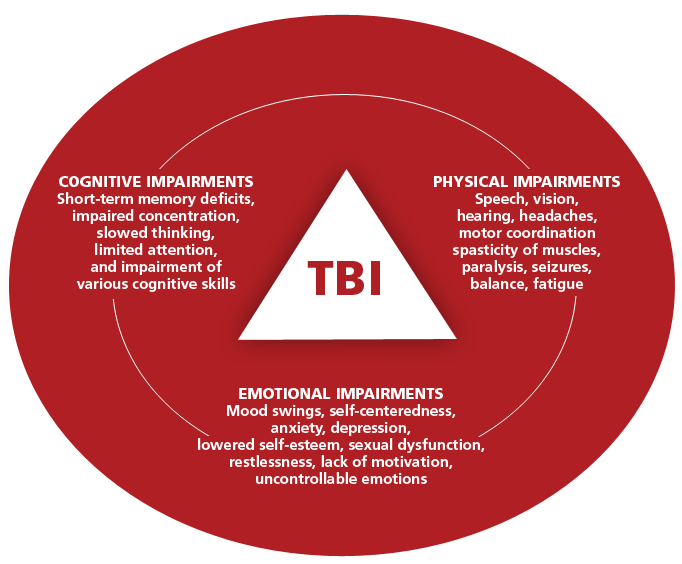 COGNITIVE IMPAIRMENTS
Short-term memory deficits,
impaired concentration,
slowed thinking,
limited attention,
and impairment of
various cognitive skills
PHYSICAL IMPAIRMENTS
Speech, vision,
hearing, headaches,
motor coordination
spasticity of muscles,
paralysis, seizures,
balance, fatigue
TBI
EMOTIONAL IMPAIRMENTS
Mood swings, self-centeredness,
anxiety, depression,
lowered self-esteem, sexual dysfunction,
restlessness, lack of motivation,
uncontrollable emotions